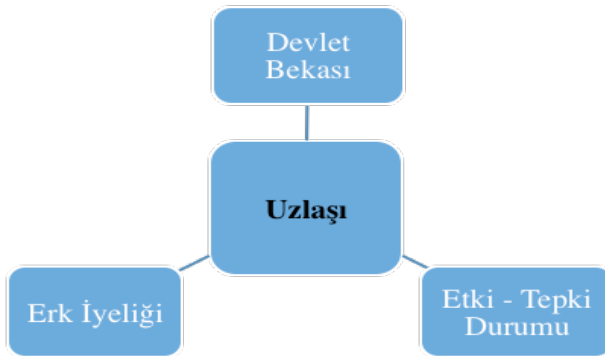 Devlet
Bekası
Uzlaşı
Erk İyeliği
Etki - Tepki
Durumu